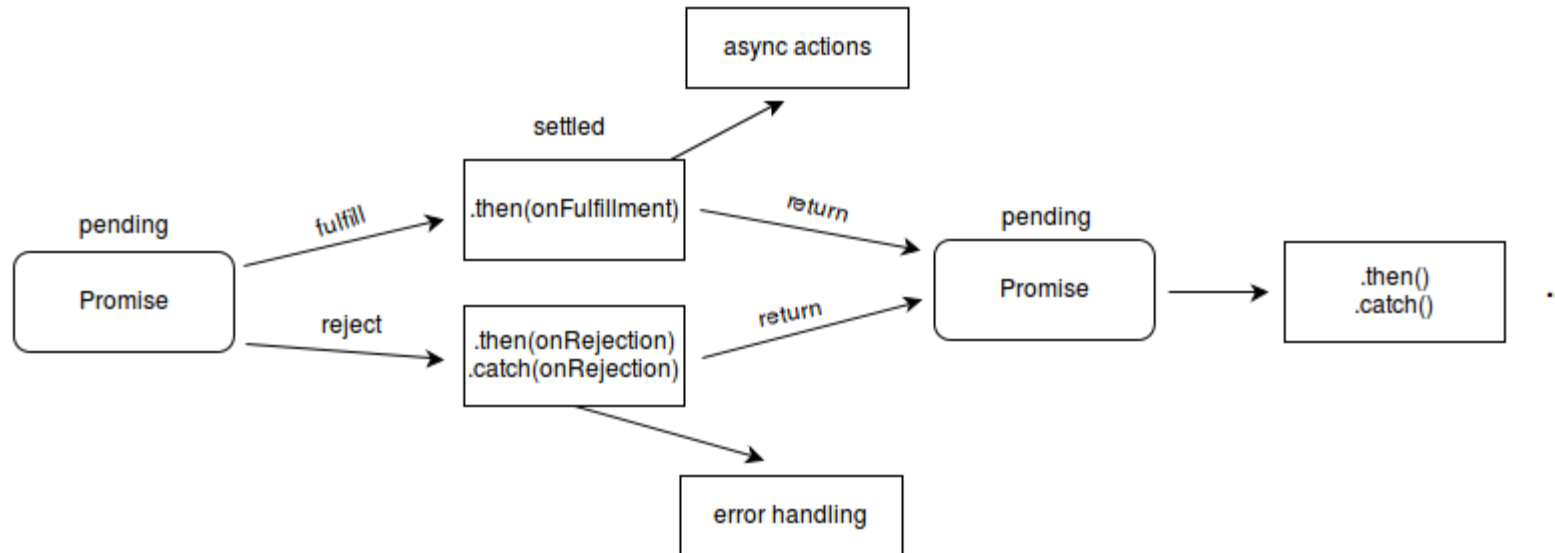 async actions
settled
.then(onFulfillment)
pending
fulfill
return
pending
Promise
Promise
.then()
.catch()
.
reject
return
.then(onRejection)
.catch(onRejection)
error handling